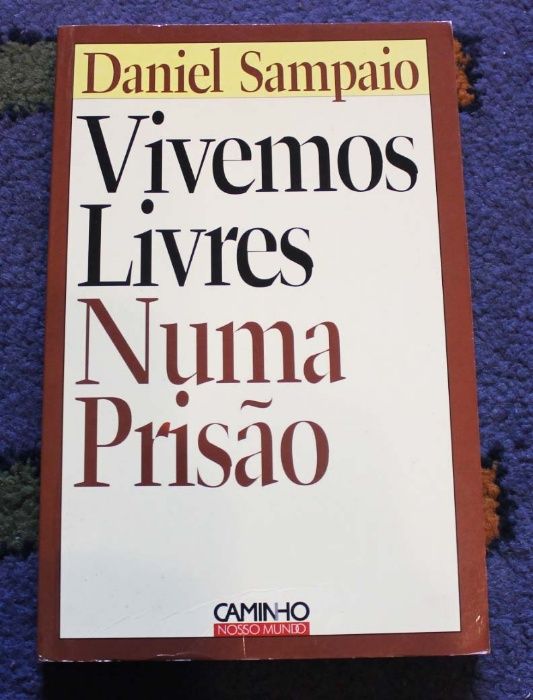 Daniel Sampaio
Vivemos
Livres
Numa
Prisão
CAMINHO
NOSSO MUNDO